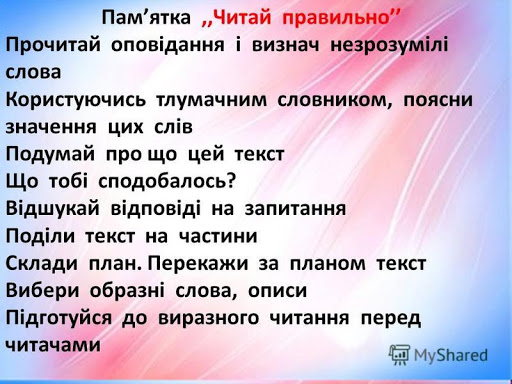 Пам’ятка ,,Читай правильно’’
Прочитай оповідання і визнач незрозумілі
слова
Користуючись тлумачним словником, поясни
значення цих слів
Подумай про що цей текст
Що тобі сподобалось?
Відшукай відповіді на запитання
Поділи текст на частини
Склади план. Перекажи за планом текст
Вибери образні слова, описи
Підготуйся до виразного читання перед
читачами
MyShared